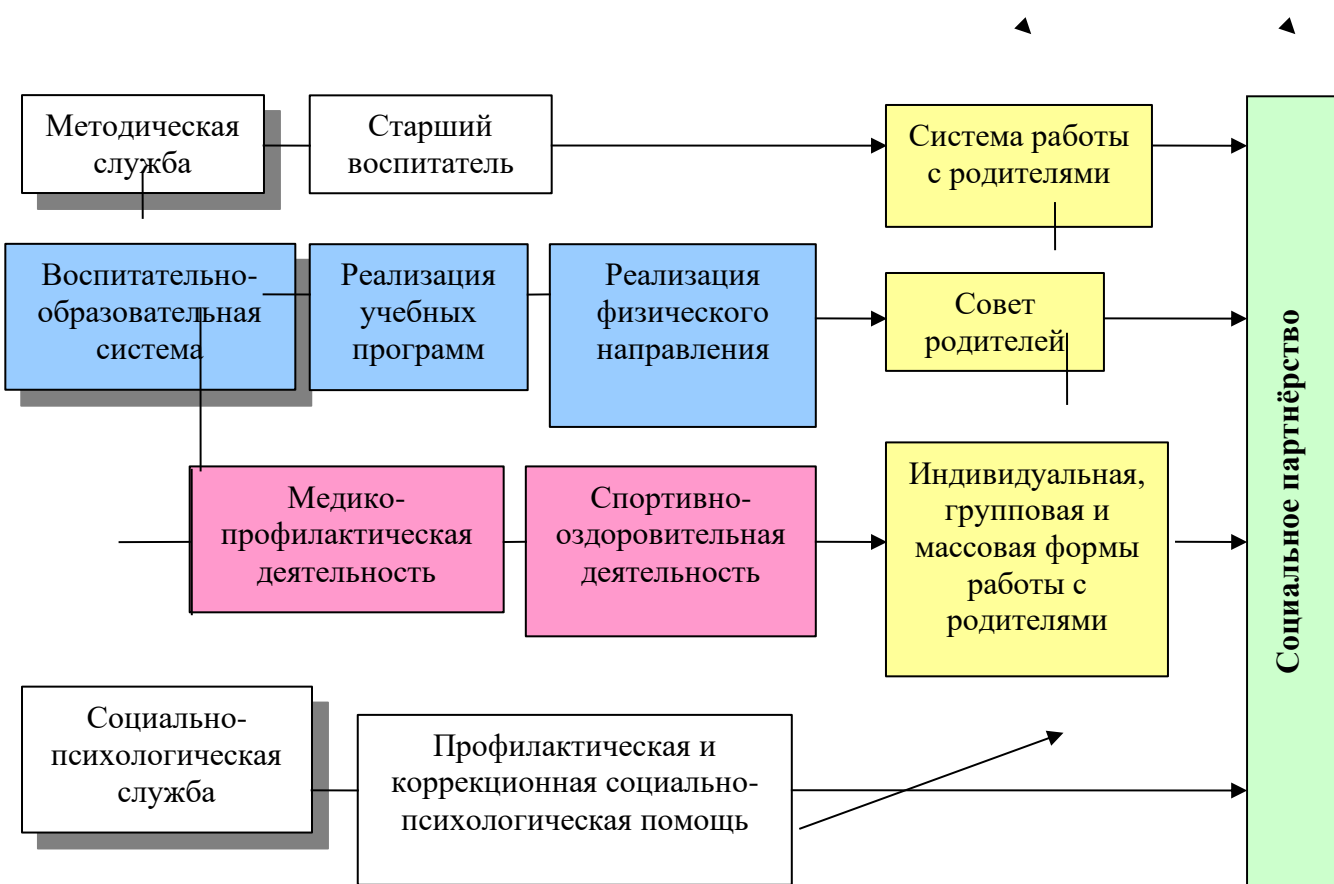 Методическая
служба
Старший
воспитатель
Система работы
с родителями
Воспитательно-
образовательная
система
Реализация
учебных
программ
Реализация
физического
направления
Совет
родителей
Медико-
профилактическая
деятельность
Спортивно-
оздоровительная
деятельность
Индивидуальная,
групповая и
массовая формы
работы с
родителями
Социально-
психологическая
служба
Профилактическая и
коррекционная социально-
психологическая помощь
Социальное партнёрство